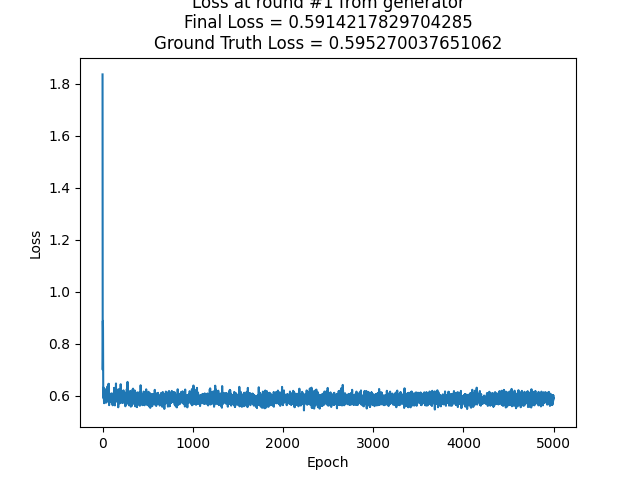 Loss at round #1 from generator
Final Loss = 0.5914217829704285
Ground Truth Loss = 0.595270037651062
1.8
1.6
1.4
1.2
1.0
0.8
0.6
Loss
0 1000 2000 3000 4000 5000
Epoch